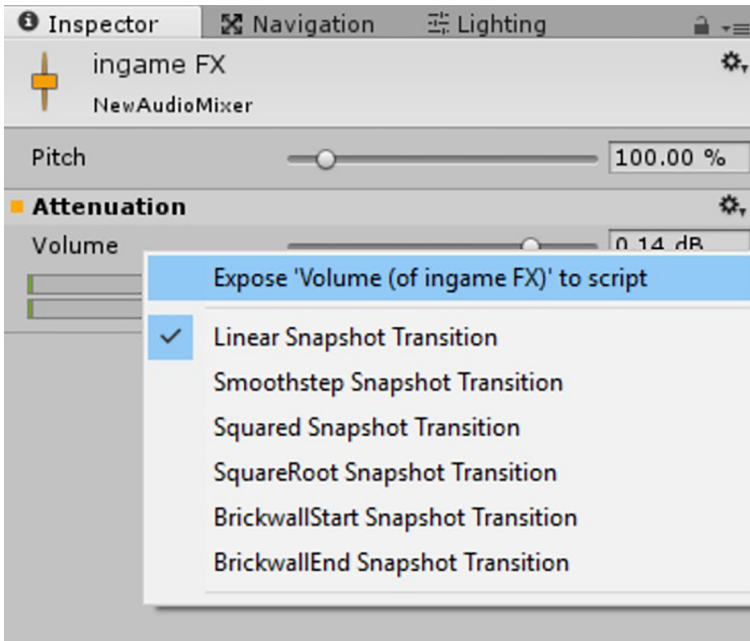 Inspector Navigation Lighting
ingame FX
NewAudioMixer
Pitch 100.00 %
Attenuation
Volume 0.14 dB
Expose 'Volume (of ingame FX)' to script
Linear Snapshot Transition
Smoothstep Snapshot Transition
Squared Snapshot Transition
SquareRoot Snapshot Transition
BrickwallStart Snapshot Transition
BrickwallEnd Snapshot Transition